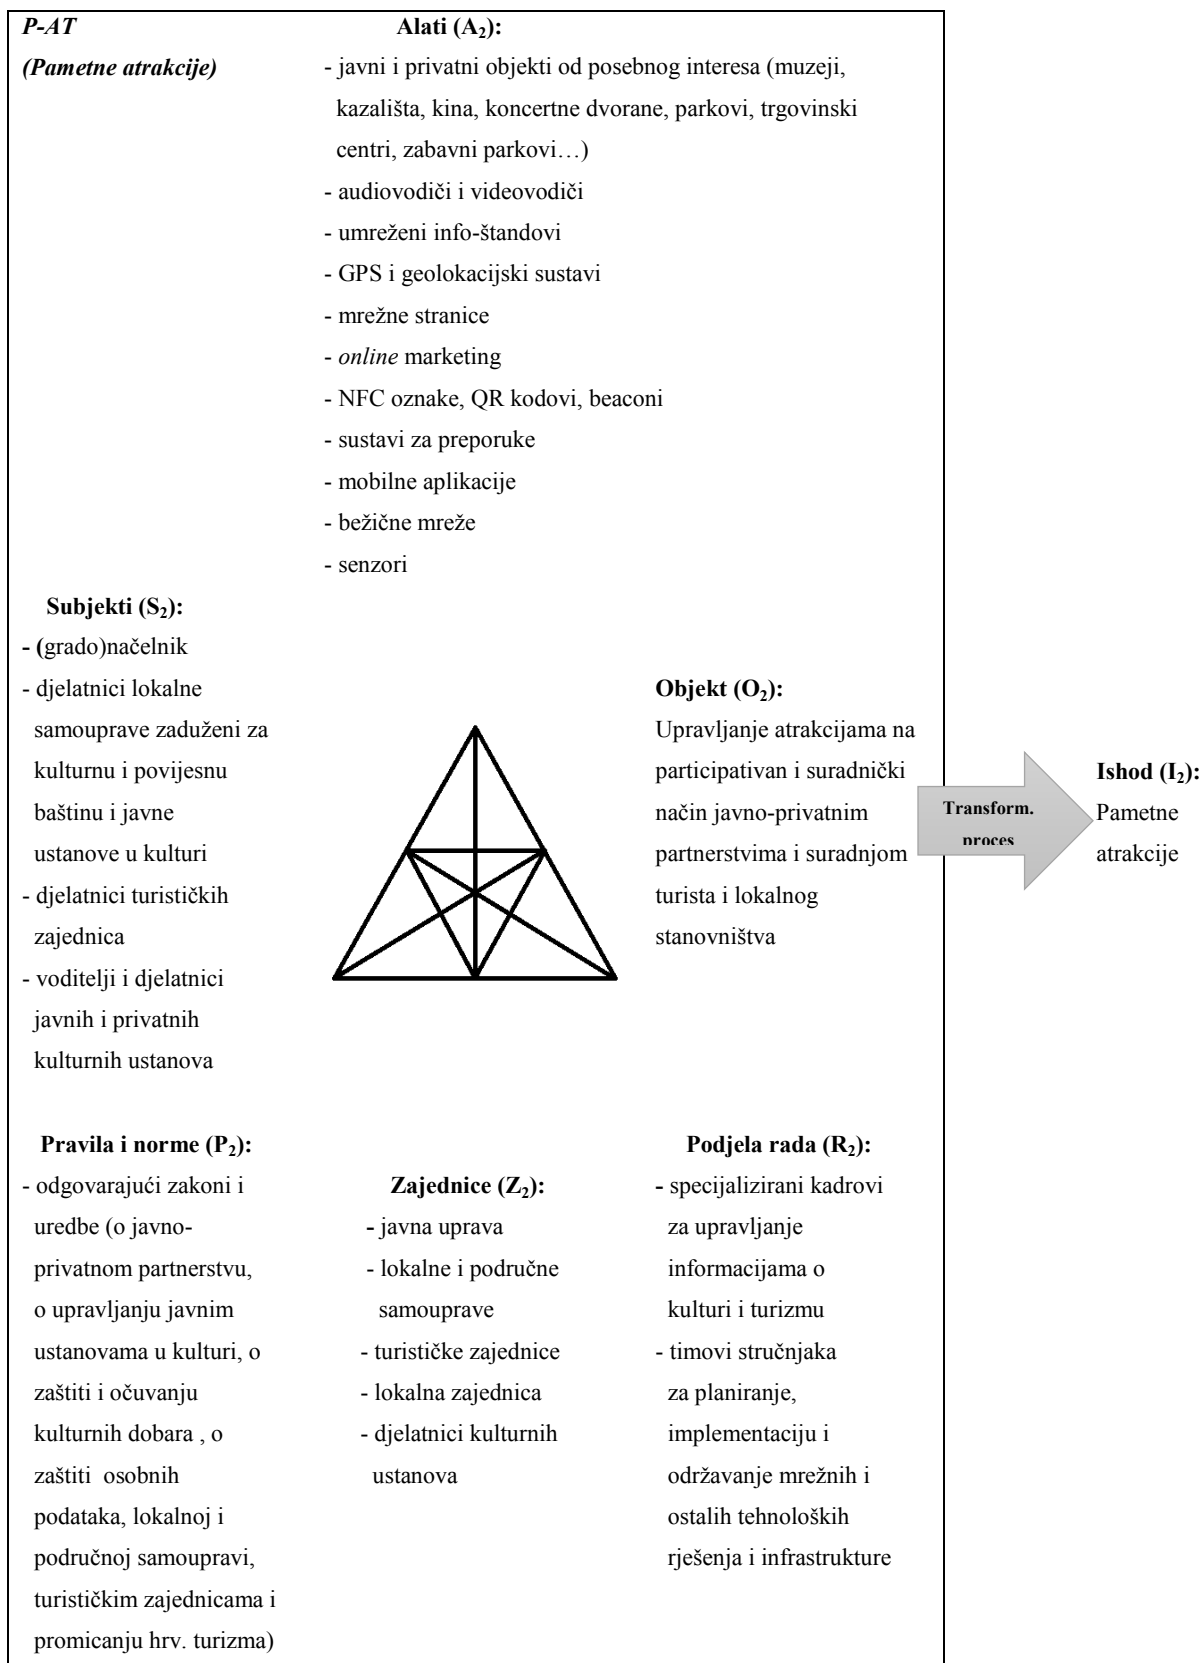 P-AT
(Pametne atrakcije)
Alati (A₂):
- javni i privatni objekti od posebnog interesa (muzeji,
kazališta, kina, koncertne dvorane, parkovi, trgovinski
centri, zabavni parkovi…)
- audiovodiči i videovodiči
- umreženi info-štandovi
- GPS i geolokacijski sustavi
- mrežne stranice
- online marketing
- NFC oznake, QR kodovi, beaconi
- sustavi za preporuke
- mobilne aplikacije
- bežične mreže
- senzori
Subjekti (S₂):
- (grado)načelnik
- djelatnici lokalne
samouprave zaduženi za
kulturnu i povijesnu
baštinu i javne
ustanove u kulturi
- djelatnici turističkih
zajednica
- voditelji i djelatnici
javnih i privatnih
kulturnih ustanova
Objekt (O₂):
Upravljanje atrakcijama na
participativan i suradnički
način javno-privatnim
partnerstvima i suradnjom
turista i lokalnog
stanovništva
Transform.
proces
Ishod (I₂):
Pametne
atrakcije
Pravila i norme (P₂):
- odgovarajući zakoni i
uredbe (o javno-
privatnom partnerstvu,
o upravljanju javnim
ustanovama u kulturi, o
zaštiti i očuvanju
kulturnih dobara , o
zaštiti osobnih
podataka, lokalnoj i
područnoj samoupravi,
turističkim zajednicama i
promicanju hrv. turizma)
Zajednice (Z₂):
- javna uprava
- lokalne i područne
samouprave
- turističke zajednice
- lokalna zajednica
- djelatnici kulturnih
ustanova
Podjela rada (R₂):
- specijalizirani kadrovi
za upravljanje
informacijama o
kulturi i turizmu
- timovi stručnjaka
za planiranje,
implementaciju i
održavanje mrežnih i
ostalih tehnoloških
rješenja i infrastrukture